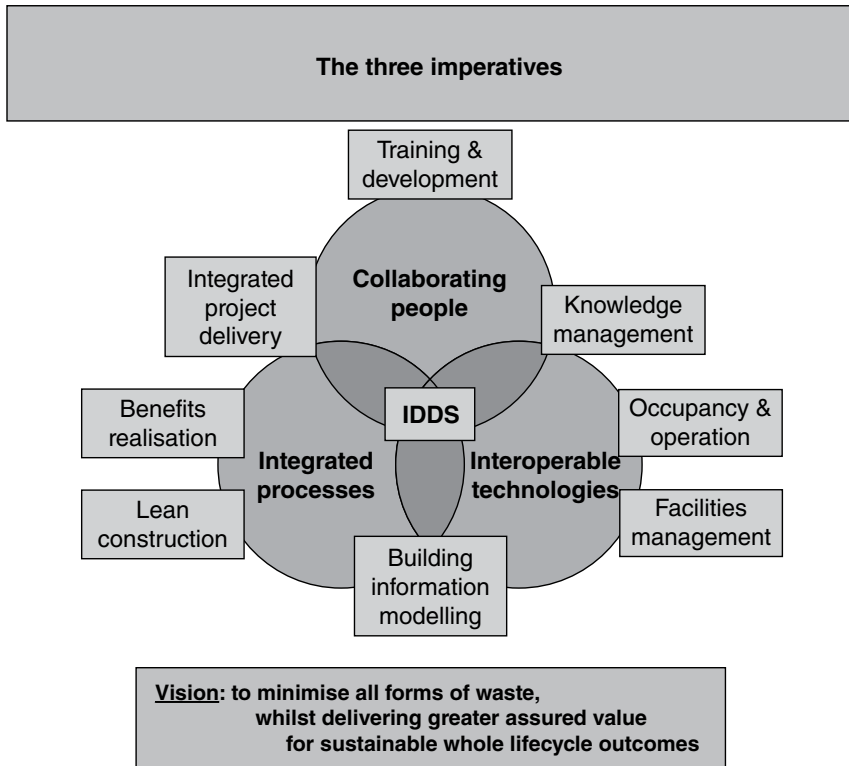 The three imperatives
Training &
development
Integrated
project
delivery
Collaborating
people
Knowledge
management
Benefits
realisation
IDDS
Occupancy &
operation
Integrated
processes
Interoperable
technologies
Lean
construction
Facilities
management
Building
information
modelling
Vision: to minimise all forms of waste,
whilst delivering greater assured value
for sustainable whole lifecycle outcomes